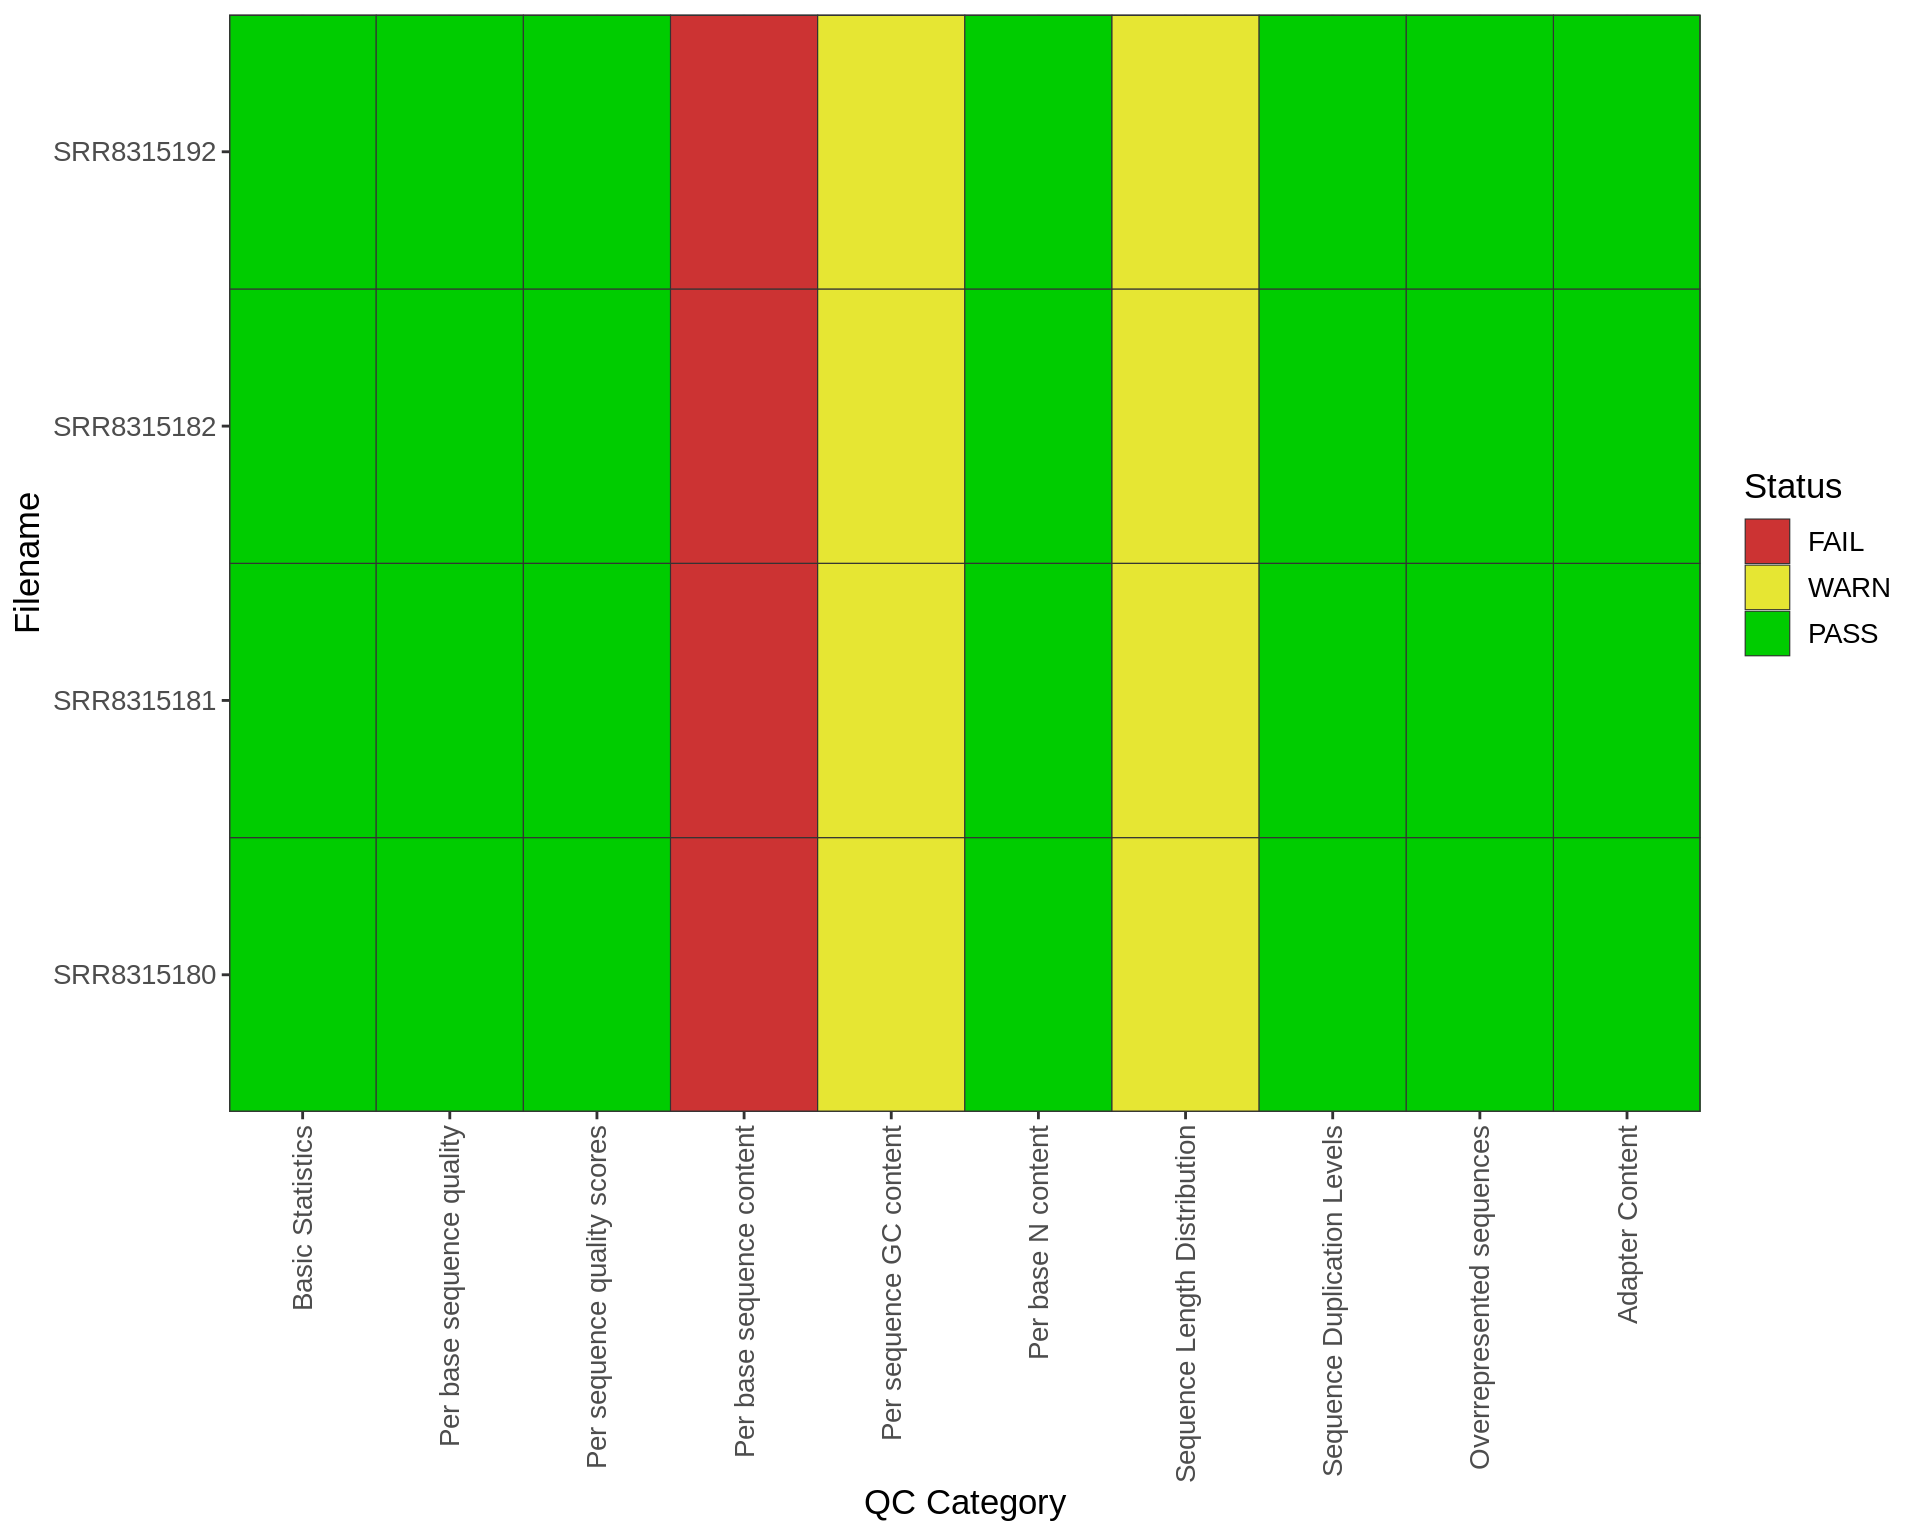 SRR8315192
SRR8315182
SRR8315181
SRR8315180
Filename
Basic Statistics
Per base sequence quality
Per sequence quality scores
Per base sequence content
Per sequence GC content
Per base N content
Sequence Length Distribution
Sequence Duplication Levels
Overrepresented sequences
Adapter Content
QC Category
Status
FAIL
WARN
PASS